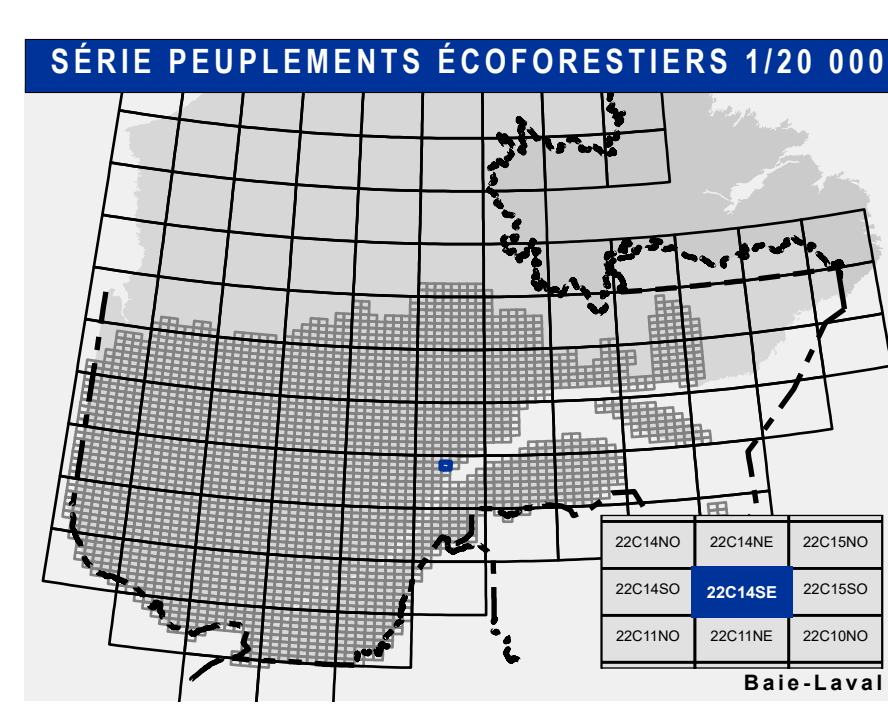 SÉRIE PEUPLEMENTS ÉCOFORESTIERS 1/20 000
22C14NO 22C14NE 22C15NO
22C14SO 22C14SE 22C15SO
22C11NO 22C11NE 22C10NO
Baie-Laval